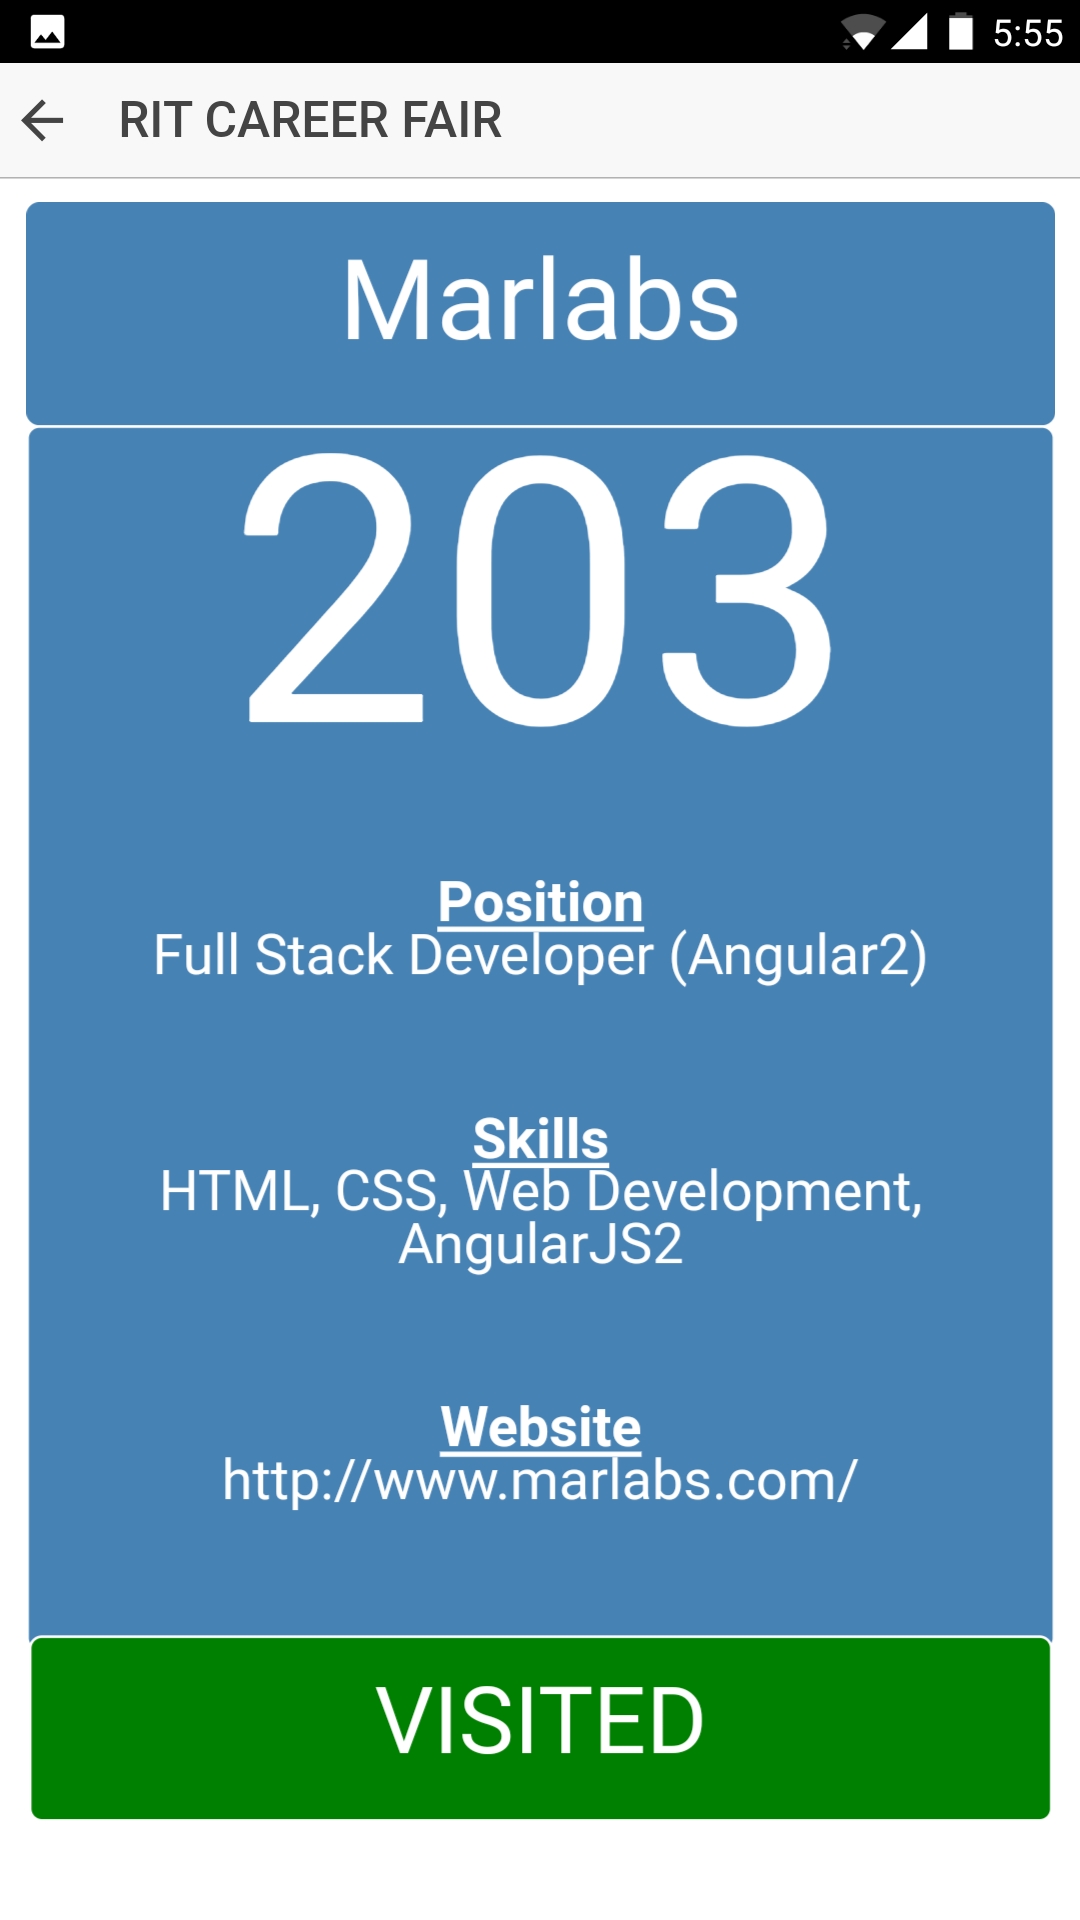 5:55
RIT CAREER FAIR
Marlabs
203
Position
Full Stack Developer (Angular2)
Skills
HTML, CSS, Web Development,
AngularJS2
Website
http://www.marlabs.com/
VISITED